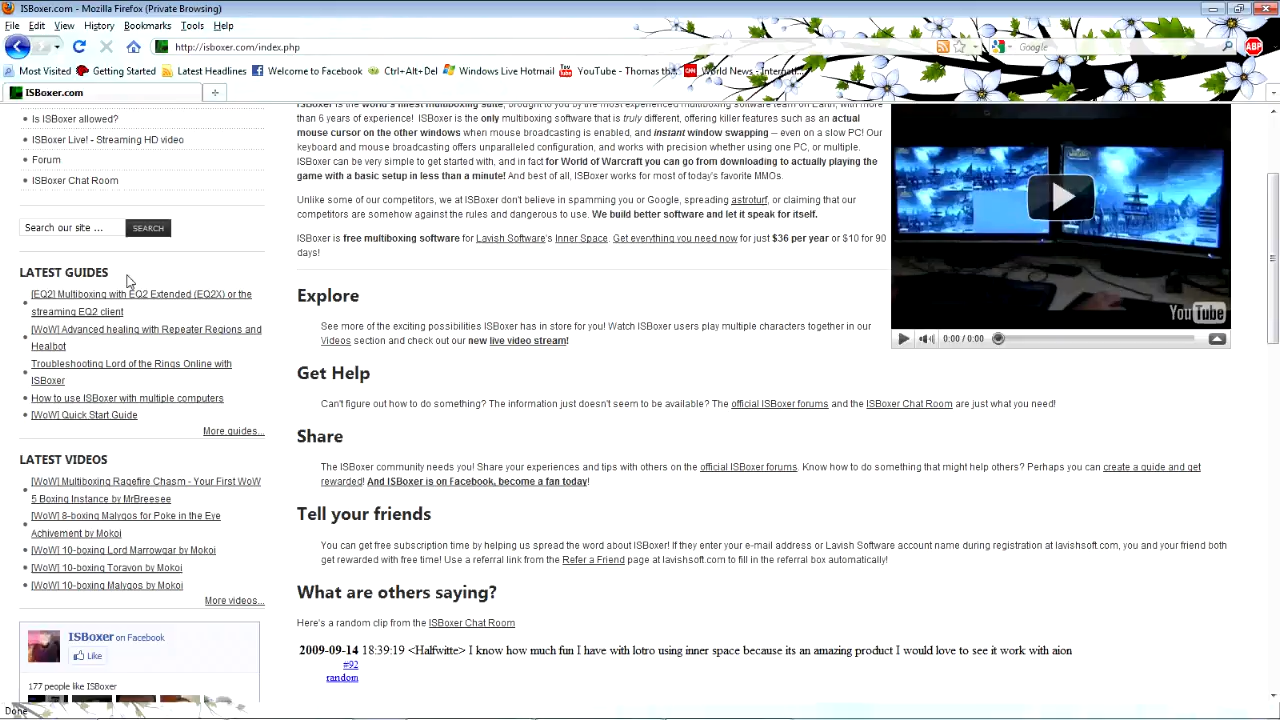 ISBoxer.com - Mozilla Firefox (Private Browsing)
File Edit View History Bookmarks Tools Help
http://isboxer.com/index.php
Google
ABP
Most Visited Getting Started Latest Headlines Welcome to Facebook Ctrl+Alt+Del Windows Live Hotmail YouTube - Thomas th... World News - Internet...
ISBoxer.com
Is ISBoxer allowed?
ISBoxer Live! - Streaming HD video
Forum
ISBoxer Chat Room
Search our site ... SEARCH
LATEST GUIDES
[EQ2] Multiboxing with EQ2 Extended (EQ2X) or the
streaming EQ2 client
[WoW] Advanced healing with Repeater Regions and
Healbot
Troubleshooting Lord of the Rings Online with
ISBoxer
How to use ISBoxer with multiple computers
[WoW] Quick Start Guide
More guides...
LATEST VIDEOS
[WoW] Multiboxing Ragefire Chasm - Your First WoW
5 Boxing Instance by MrBreesee
[WoW] 8-boxing Malygos for Poke in the Eye
Achivement by Mokoi
[WoW] 10-boxing Lord Marrowgar by Mokoi
[WoW] 10-boxing Toravon by Mokoi
[WoW] 10-boxing Malygos by Mokoi
More videos...
ISBoxer on Facebook
Like
177 people like ISBoxer
ISBoxer is the world's finest multiboxing suite, brought to you by the most experienced multiboxing software team on Earth, with more
than 6 years of experience! ISBoxer is the only multiboxing software that is truly different, offering killer features such as an actual
mouse cursor on the other windows when mouse broadcasting is enabled, and instant window swapping -- even on a slow PC! Our
keyboard and mouse broadcasting offers unparalleled configuration, and works with precision whether using one PC, or multiple.
ISBoxer can be simple to get started with, and in fact for World of Warcraft you can go from downloading to actually playing the
game with a basic setup in less than a minute! And best of all, ISBoxer works for most of today's favorite MMOs.
Unlike some of our competitors, we at ISBoxer don't believe in spamming you or Google, spreading astroturf, or claiming that our
competitors are somehow against the rules and dangerous to use. We build better software and let it speak for itself.
ISBoxer is free multiboxing software for Lavish Software's Inner Space. Get everything you need now for just $36 per year or $10 for 90
days!
YouTube
0:00 / 0:00
Explore
See more of the exciting possibilities ISBoxer has in store for you! Watch ISBoxer users play multiple characters together in our
Videos section and check out our new live video stream!
Get Help
Can't figure out how to do something? The information just doesn't seem to be available? The official ISBoxer forums and the ISBoxer Chat Room are just what you need!
Share
The ISBoxer community needs you! Share your experiences and tips with others on the official ISBoxer forums. Know how to do something that might help others? Perhaps you can create a guide and get
rewarded! And ISBoxer is on Facebook, become a fan today!
Tell your friends
You can get free subscription time by helping us spread the word about ISBoxer! If they enter your e-mail address or Lavish Software account name during registration at lavishsoft.com, you and your friend both
get rewarded with free time! Use a referral link from the Refer a Friend page at lavishsoft.com to fill in the referral box automatically!
What are others saying?
Here's a random clip from the ISBoxer Chat Room
2009-09-14 18:39:19 <Halfwitte> I know how much fun I have with lotro using inner space because its an amazing product I would love to see it work with aion
#92
random
Done